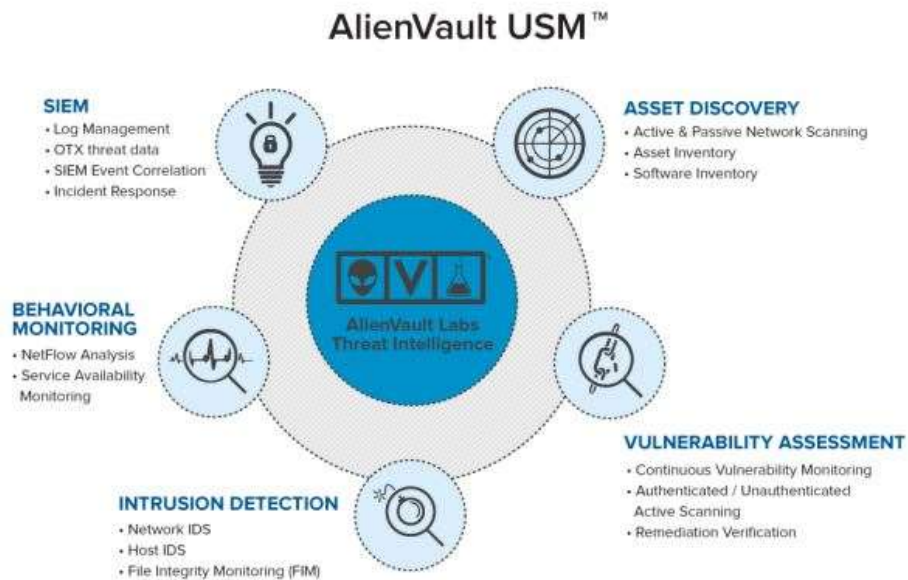 AlienVault USM™
SIEM
• Log Management
• OTX threat data
• SIEM Event Correlation
• Incident Response
ASSET DISCOVERY
• Active & Passive Network Scanning
• Asset Inventory
• Software Inventory
V
AlienVault Labs
Threat Intelligence
BEHAVIORAL
MONITORING
• NetFlow Analysis
• Service Availability
Monitoring
VULNERABILITY ASSESSMENT
• Continuous Vulnerability Monitoring
• Authenticated / Unauthenticated
Active Scanning
• Remediation Verification
INTRUSION DETECTION
• Network IDS
• Host IDS
• File Integrity Monitoring (FIM)